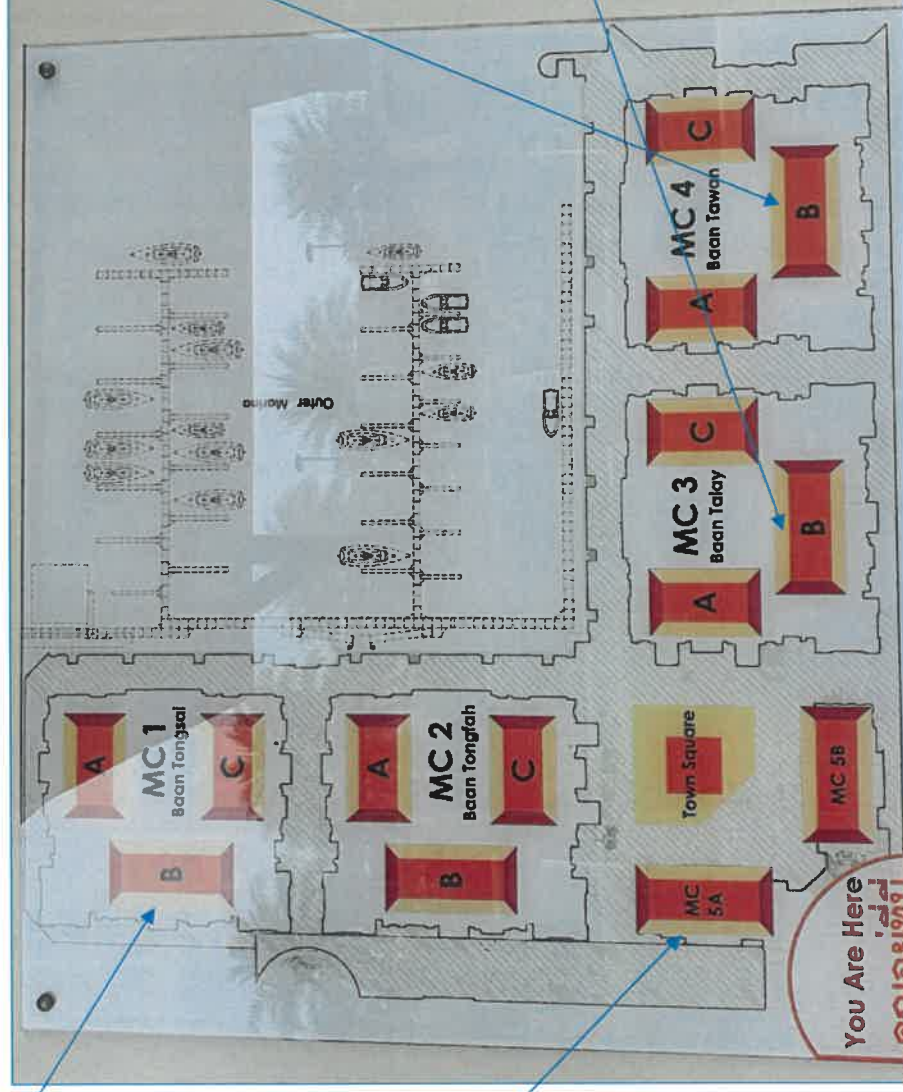 A
MC 1
Baan Tongsai
C
B
A
MC 2
Baan Tongfah
C
B
Outer Marina
Town Square
MC
5A
MC 5B
A
MC 3
Baan Talay
C
B
A
MC 4
Baan Tawan
C
B
You Are Here